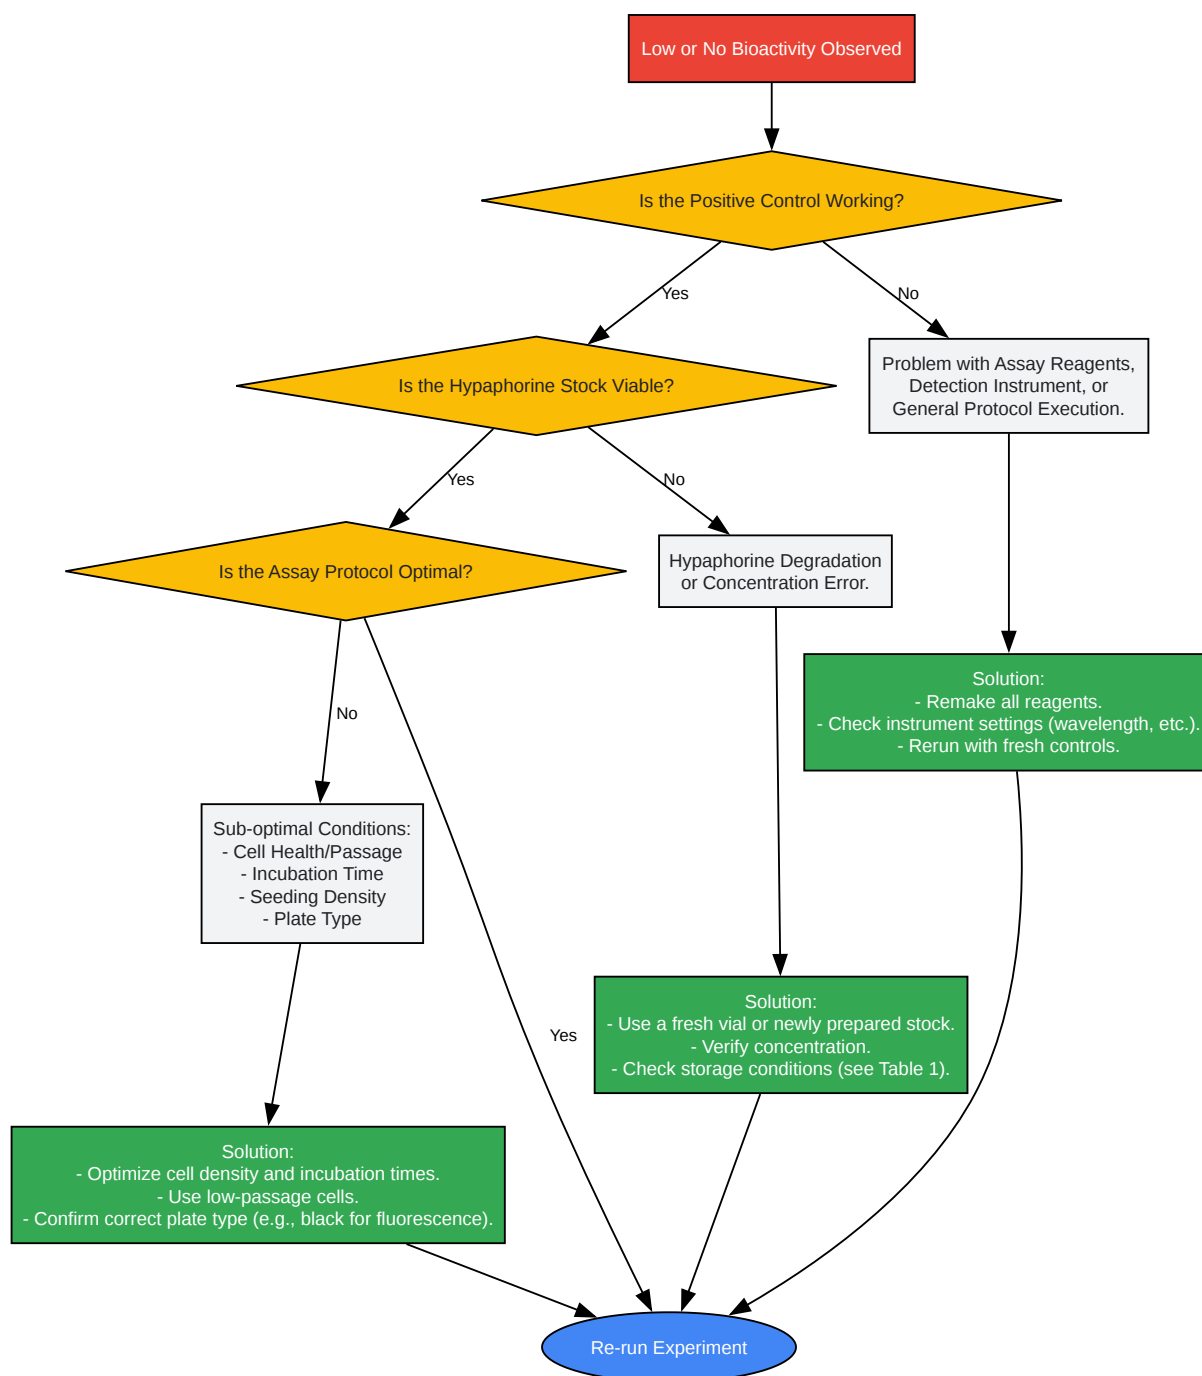 Low or No Bioactivity Observed
Is the Positive Control Working?
Yes
No
Is the Hypaphorine Stock Viable?
Problem with Assay Reagents,
Detection Instrument, or
General Protocol Execution.
Yes
No
Is the Assay Protocol Optimal?
Hypaphorine Degradation
or Concentration Error.
Solution:
- Remake all reagents.
- Check instrument settings (wavelength, etc.).
- Rerun with fresh controls.
No
Sub-optimal Conditions:
- Cell Health/Passage
- Incubation Time
- Seeding Density
- Plate Type
Yes
Solution:
- Use a fresh vial or newly prepared stock.
- Verify concentration.
- Check storage conditions (see Table 1).
Solution:
- Optimize cell density and incubation times.
- Use low-passage cells.
- Confirm correct plate type (e.g., black for fluorescence).
Re-run Experiment